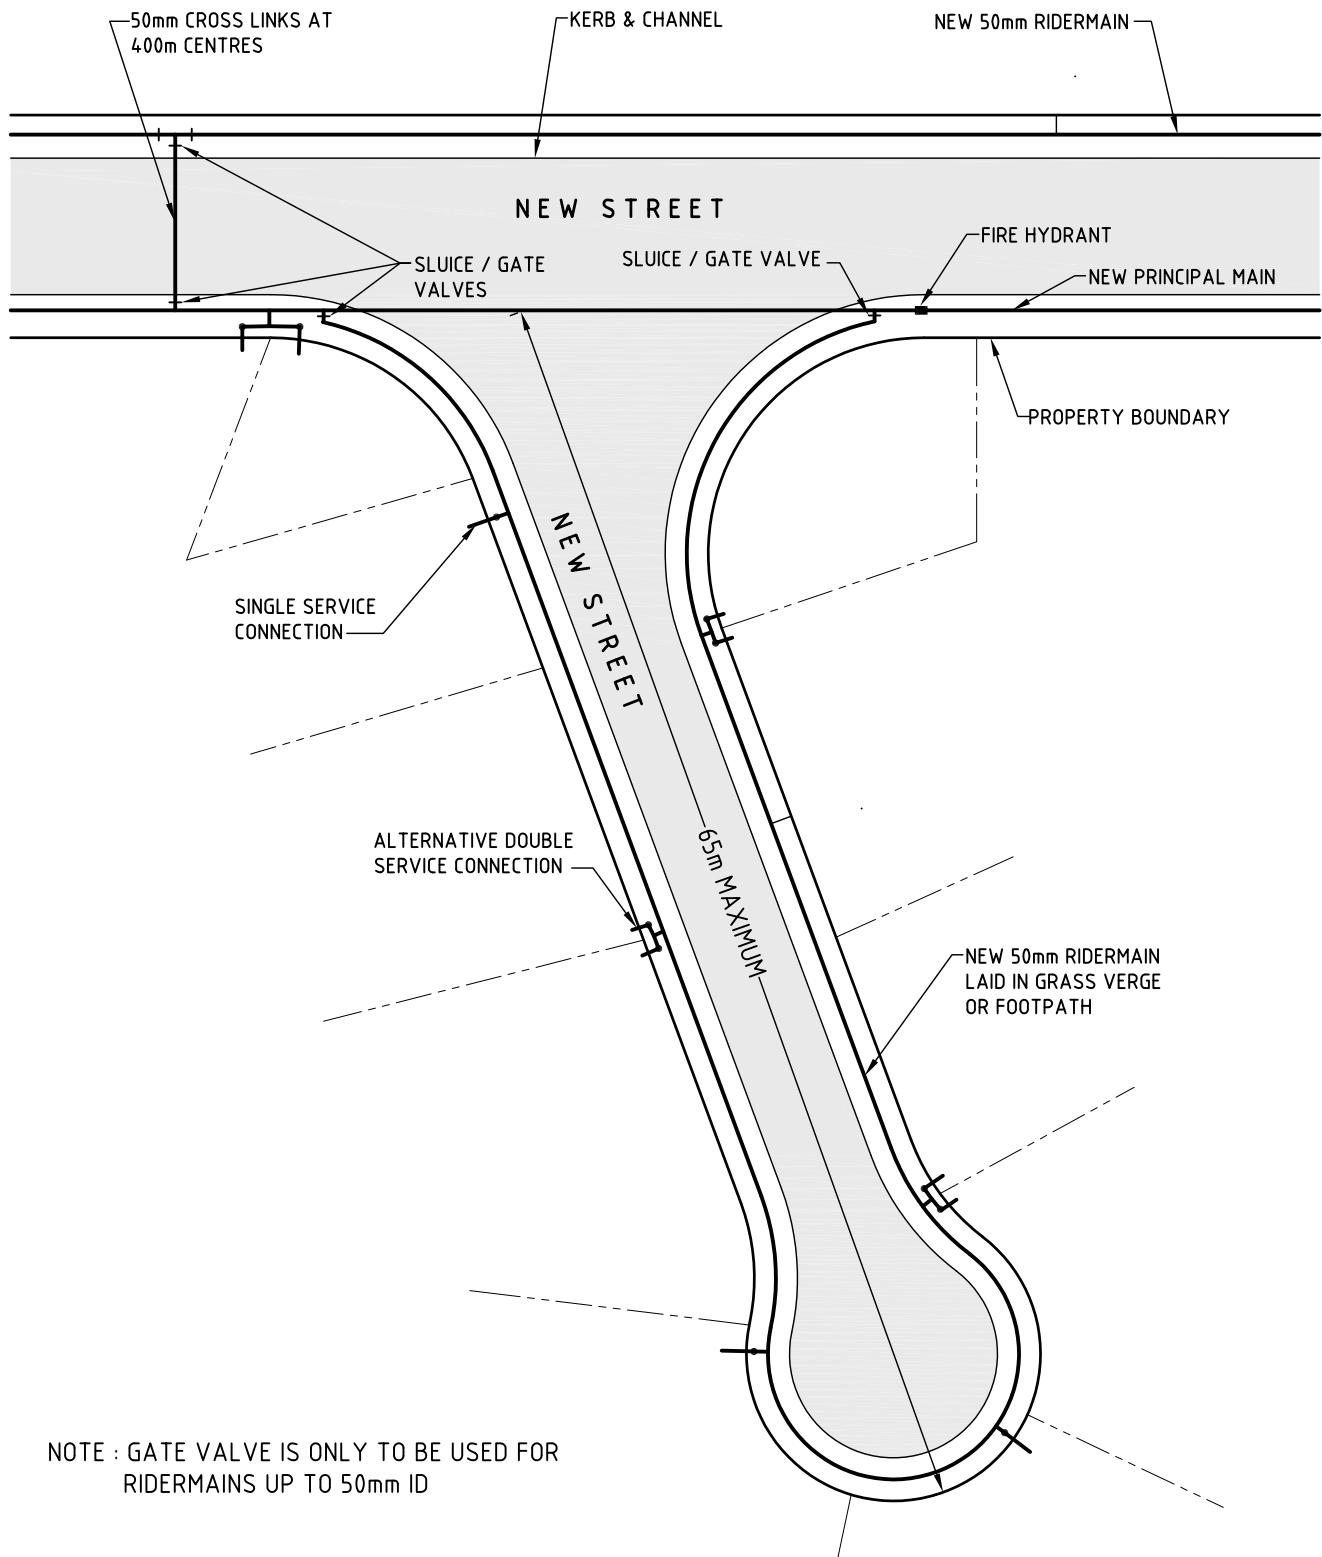 50mm CROSS LINKS AT
400m CENTRES
KERB & CHANNEL
NEW 50mm RIDERMAIN
NEW STREET
FIRE HYDRANT
SLUICE / GATE
VALVES
SLUICE / GATE VALVE
NEW PRINCIPAL MAIN
PROPERTY BOUNDARY
NEW STREET
SINGLE SERVICE
CONNECTION
65m MAXIMUM
ALTERNATIVE DOUBLE
SERVICE CONNECTION
NEW 50mm RIDERMAIN
LAID IN GRASS VERGE
OR FOOTPATH
NOTE : GATE VALVE IS ONLY TO BE USED FOR
RIDERMAINS UP TO 50mm ID